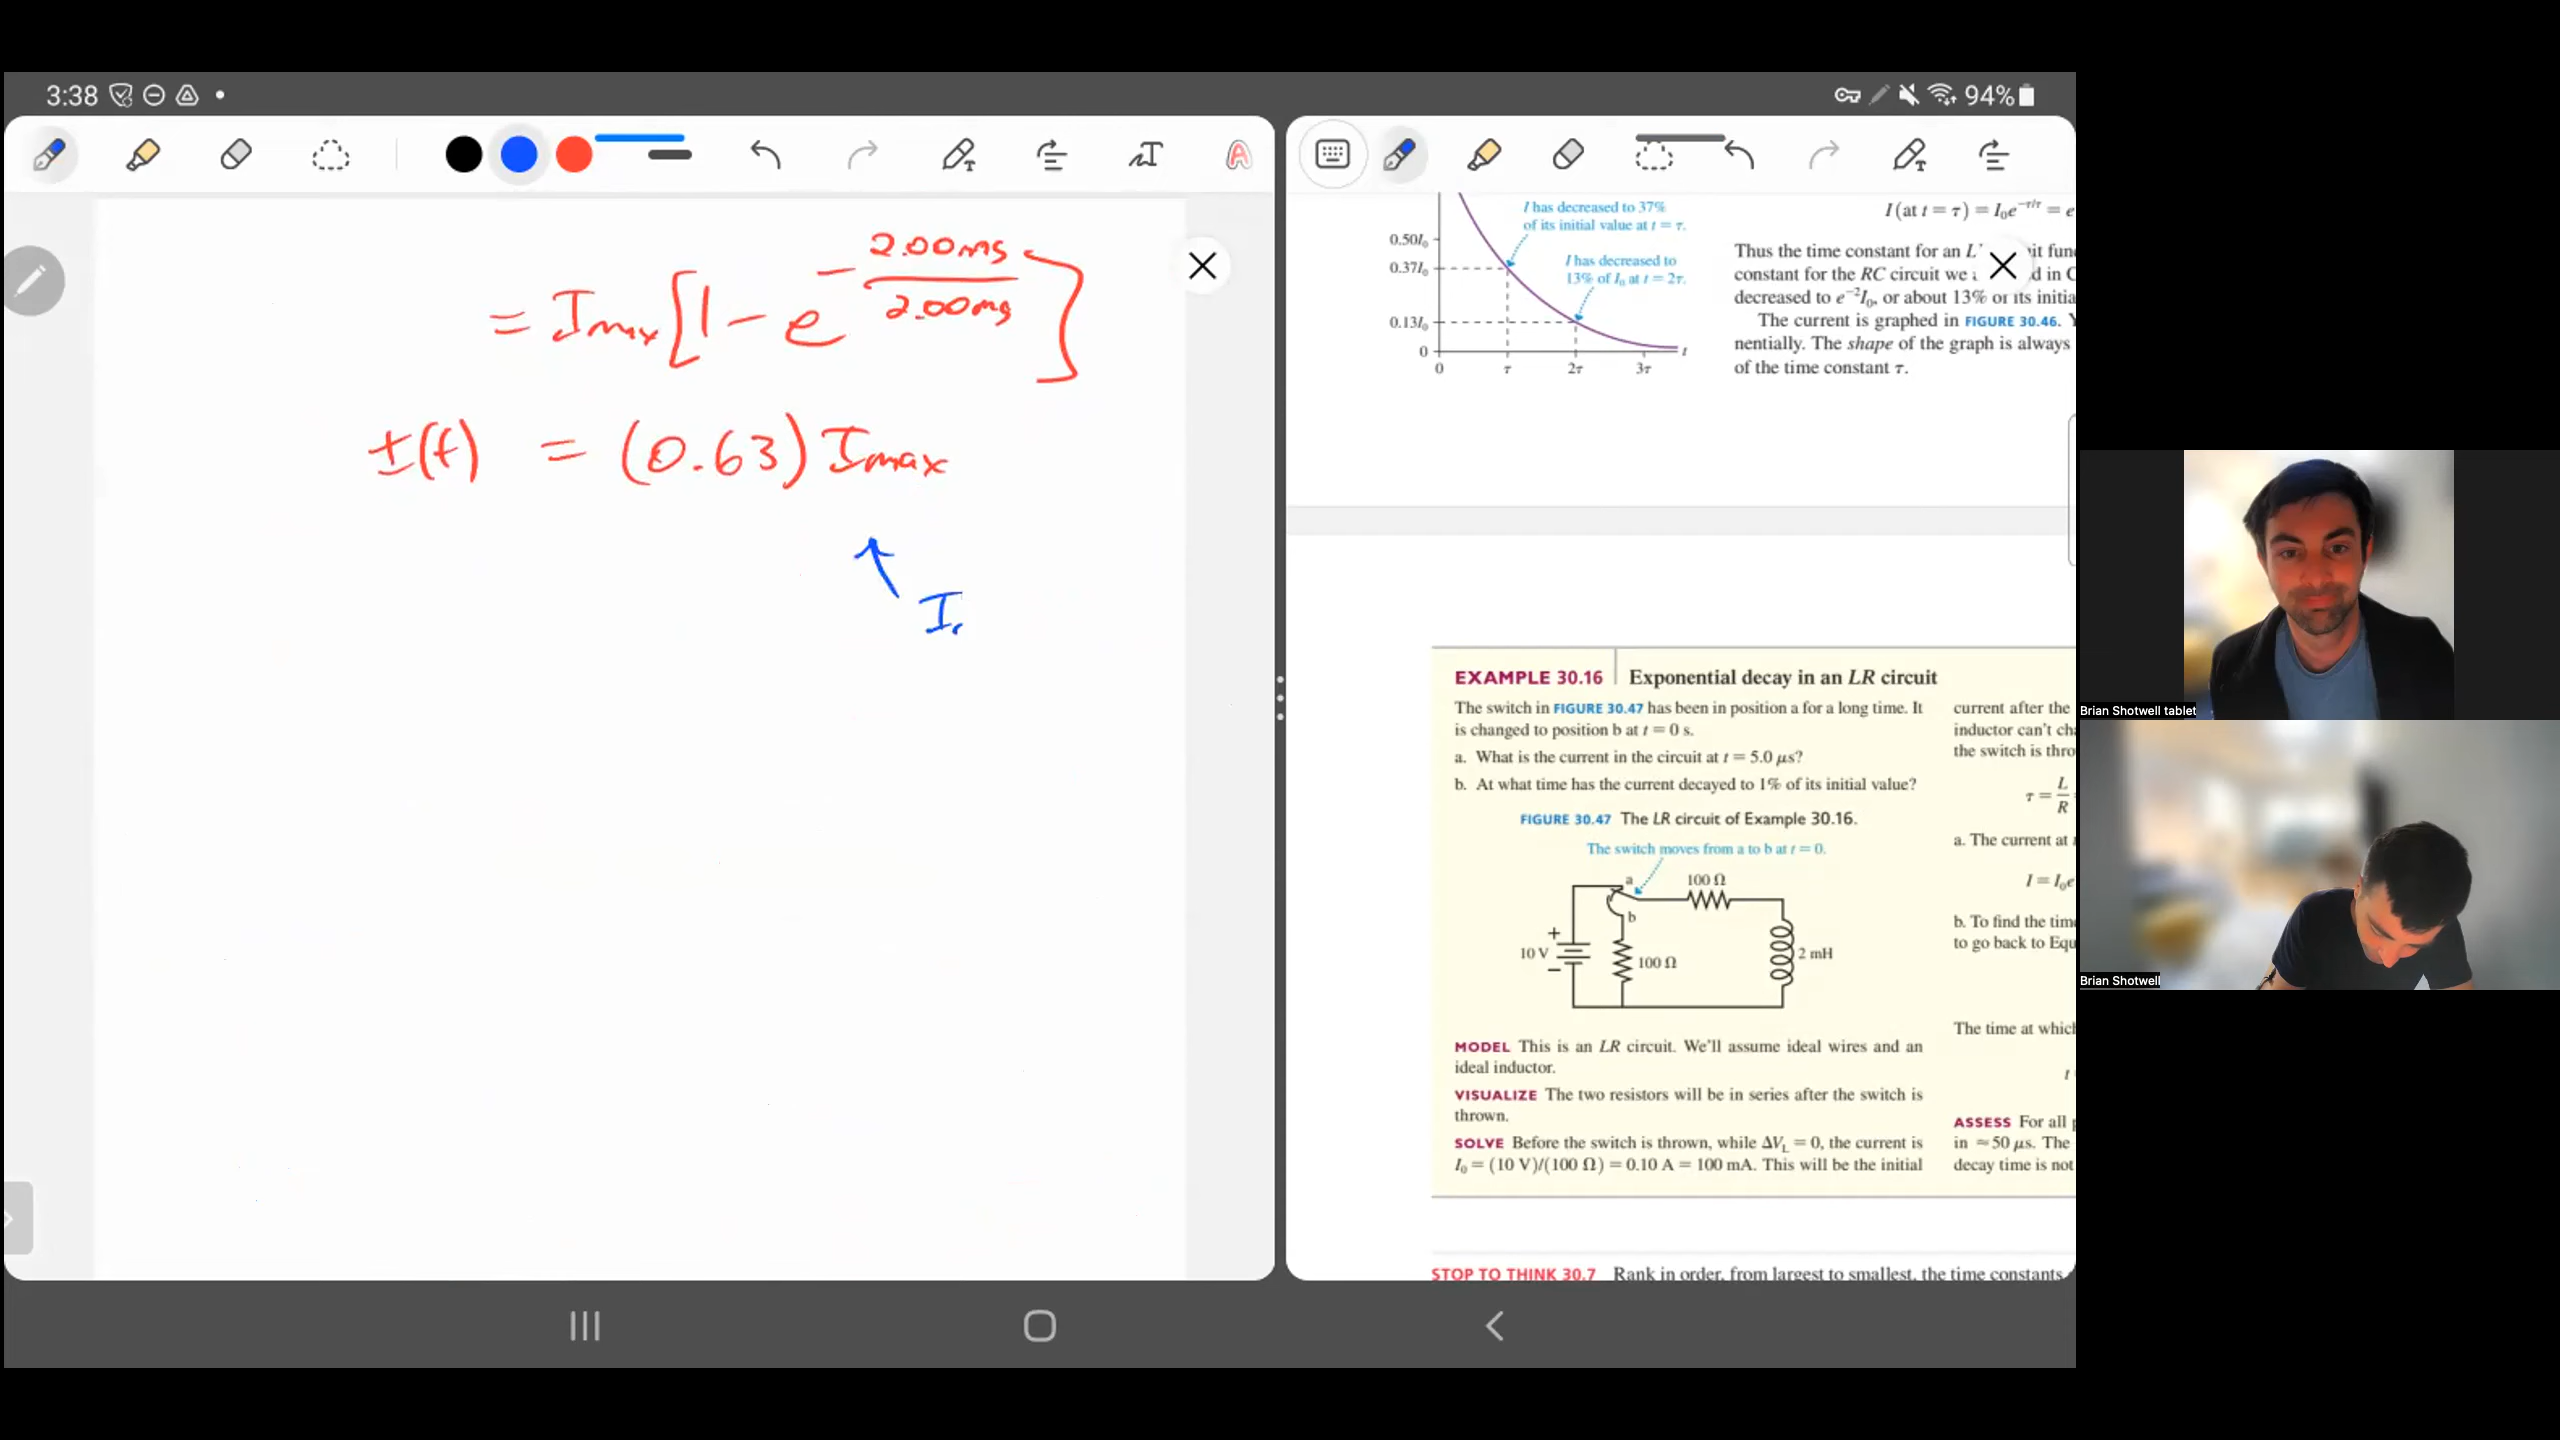 3:38
94%
= Imax [1 - e^-2.00ms/2.00ms]
I(t) = (0.63) Imax
I
I has decreased to 37%
of its initial value at t = τ.
I has decreased to
13% of I₀ at t = 2τ.
0.50I₀
0.37I₀
0.13I₀
0
0 τ 2τ 3τ
t
I (at t = τ) = I₀e^-τ/τ = e
Thus the time constant for an L it fun
constant for the RC circuit we d in C
decreased to e⁻²I₀, or about 13% of its initia
The current is graphed in FIGURE 30.46. Y
nentially. The shape of the graph is always
of the time constant τ.
EXAMPLE 30.16 Exponential decay in an LR circuit
The switch in FIGURE 30.47 has been in position a for a long time. It
is changed to position b at t = 0 s.
a. What is the current in the circuit at t = 5.0 μs?
b. At what time has the current decayed to 1% of its initial value?
FIGURE 30.47 The LR circuit of Example 30.16.
The switch moves from a to b at t = 0.
a
100 Ω
b
+
10 V
−
100 Ω
2 mH
MODEL This is an LR circuit. We'll assume ideal wires and an
ideal inductor.
VISUALIZE The two resistors will be in series after the switch is
thrown.
SOLVE Before the switch is thrown, while ΔV_L = 0, the current is
I₀ = (10 V)/(100 Ω) = 0.10 A = 100 mA. This will be the initial
current after the
inductor can't ch
the switch is thro
τ = L/R
a. The current at
I = I₀e
b. To find the tim
to go back to Equ
The time at which
t
ASSESS For all
in ≈ 50 μs. The
decay time is not
STOP TO THINK 30.7 Rank in order, from largest to smallest, the time constants
Brian Shotwell tablet
Brian Shotwell